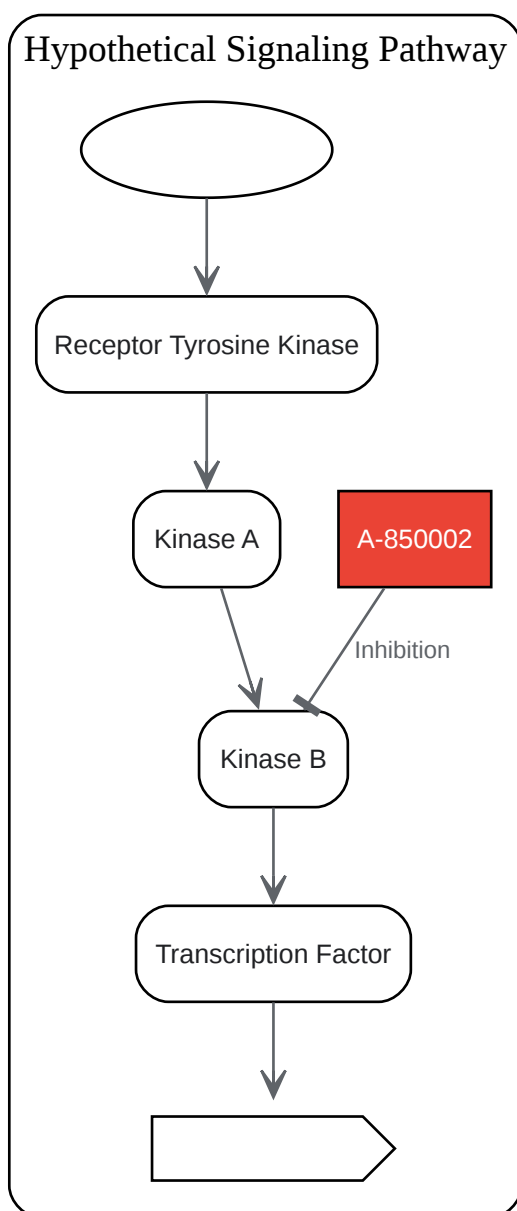 Hypothetical Signaling Pathway
Receptor Tyrosine Kinase
Kinase A
A-850002
Inhibition
Kinase B
Transcription Factor